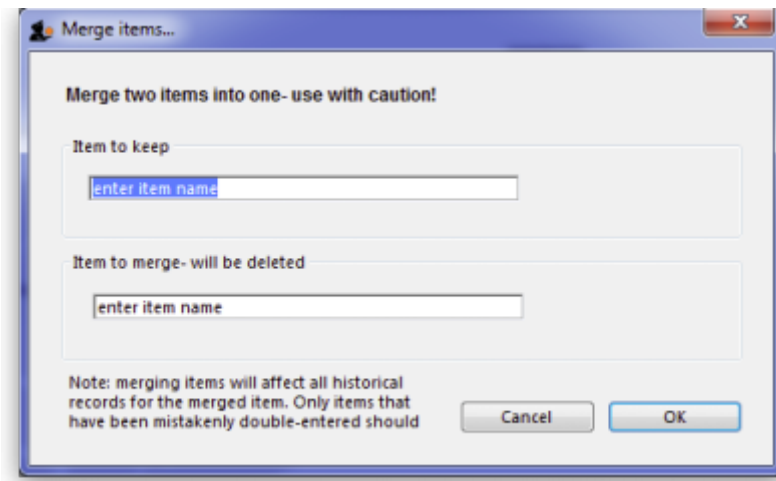 Merge items...
Merge two items into one- use with caution!
Item to keep
enter item name
Item to merge- will be deleted
enter item name
Note: merging items will affect all historical
records for the merged item. Only items that
have been mistakenly double-entered should
Cancel
OK